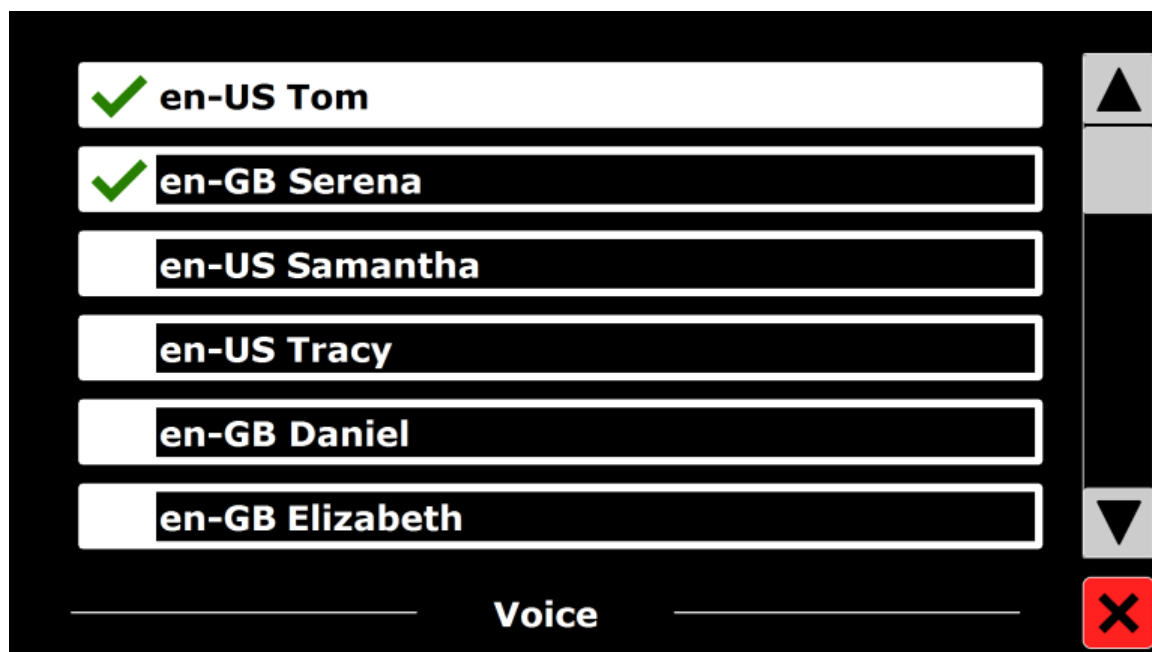 en-US Tom
en-GB Serena
en-US Samantha
en-US Tracy
en-GB Daniel
en-GB Elizabeth
Voice